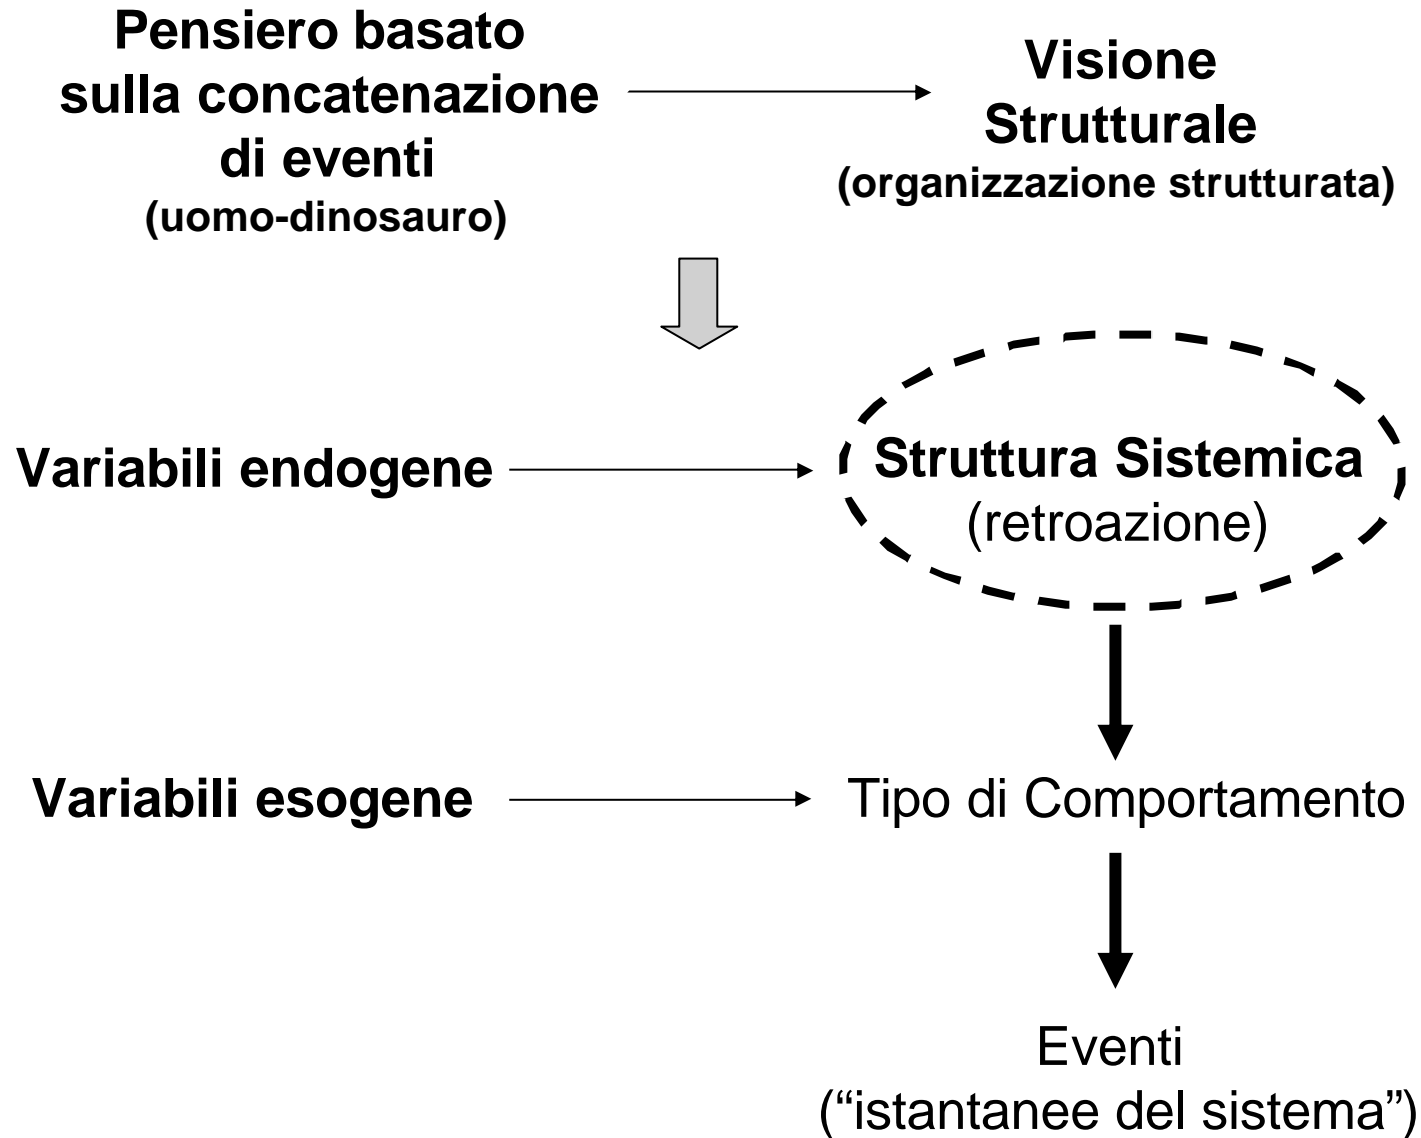 Pensiero basato
sulla concatenazione
di eventi
(uomo-dinosauro)
Visione
Strutturale
(organizzazione strutturata)
Variabili endogene
Struttura Sistemica
(retroazione)
Variabili esogene
Tipo di Comportamento
Eventi
(“istantanee del sistema”)